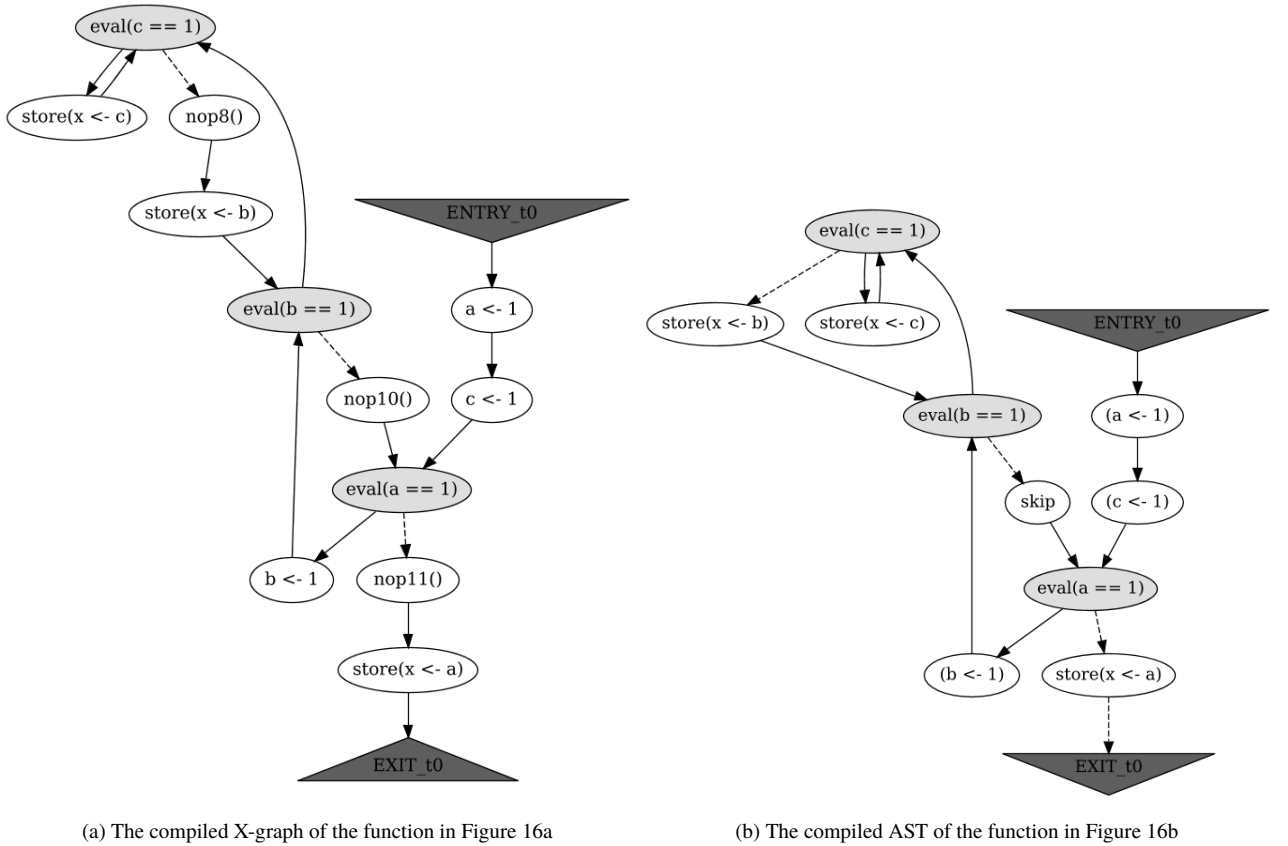 eval(c == 1)
store(x <- c)
nop8()
store(x <- b)
ENTRY_t0
eval(b == 1)
a <- 1
nop10()
c <- 1
eval(a == 1)
b <- 1
nop11()
store(x <- a)
EXIT_t0
(a) The compiled X-graph of the function in Figure 16a
eval(c == 1)
store(x <- b)
store(x <- c)
ENTRY_t0
eval(b == 1)
(a <- 1)
skip
(c <- 1)
eval(a == 1)
(b <- 1)
store(x <- a)
EXIT_t0
(b) The compiled AST of the function in Figure 16b